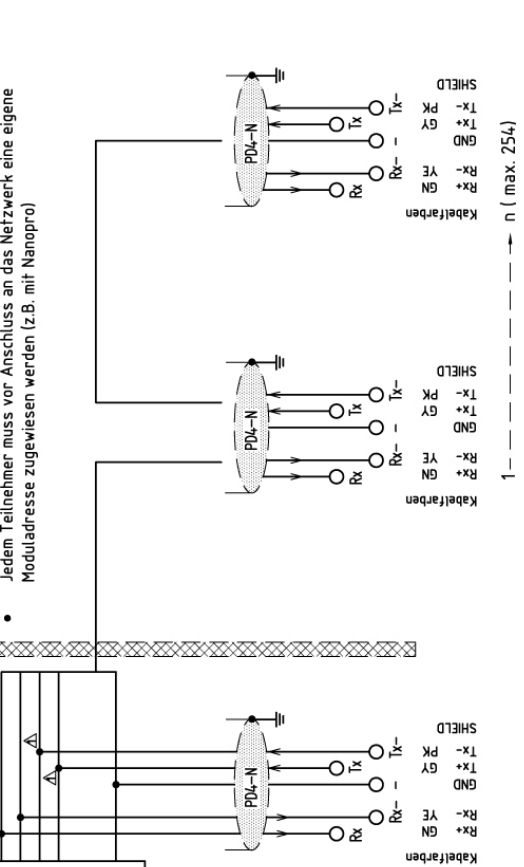 • Jedem Teilnehmer muss vor Anschluss an das Netzwerk eine eigene
Moduladresse zugewiesen werden (z.B. mit Nanopro)
PD4-N
Rx
Rx-
-
Tx
Tx-
Kabelfarben
Rx+ GN
Rx- YE
GND
Tx+ GY
Tx- PK
SHIELD
PD4-N
Rx
Rx-
-
Tx
Tx-
Kabelfarben
Rx+ GN
Rx- YE
GND
Tx+ GY
Tx- PK
SHIELD
PD4-N
Rx
Rx-
-
Tx
Tx-
Kabelfarben
Rx+ GN
Rx- YE
GND
Tx+ GY
Tx- PK
SHIELD
1 n ( max. 254)